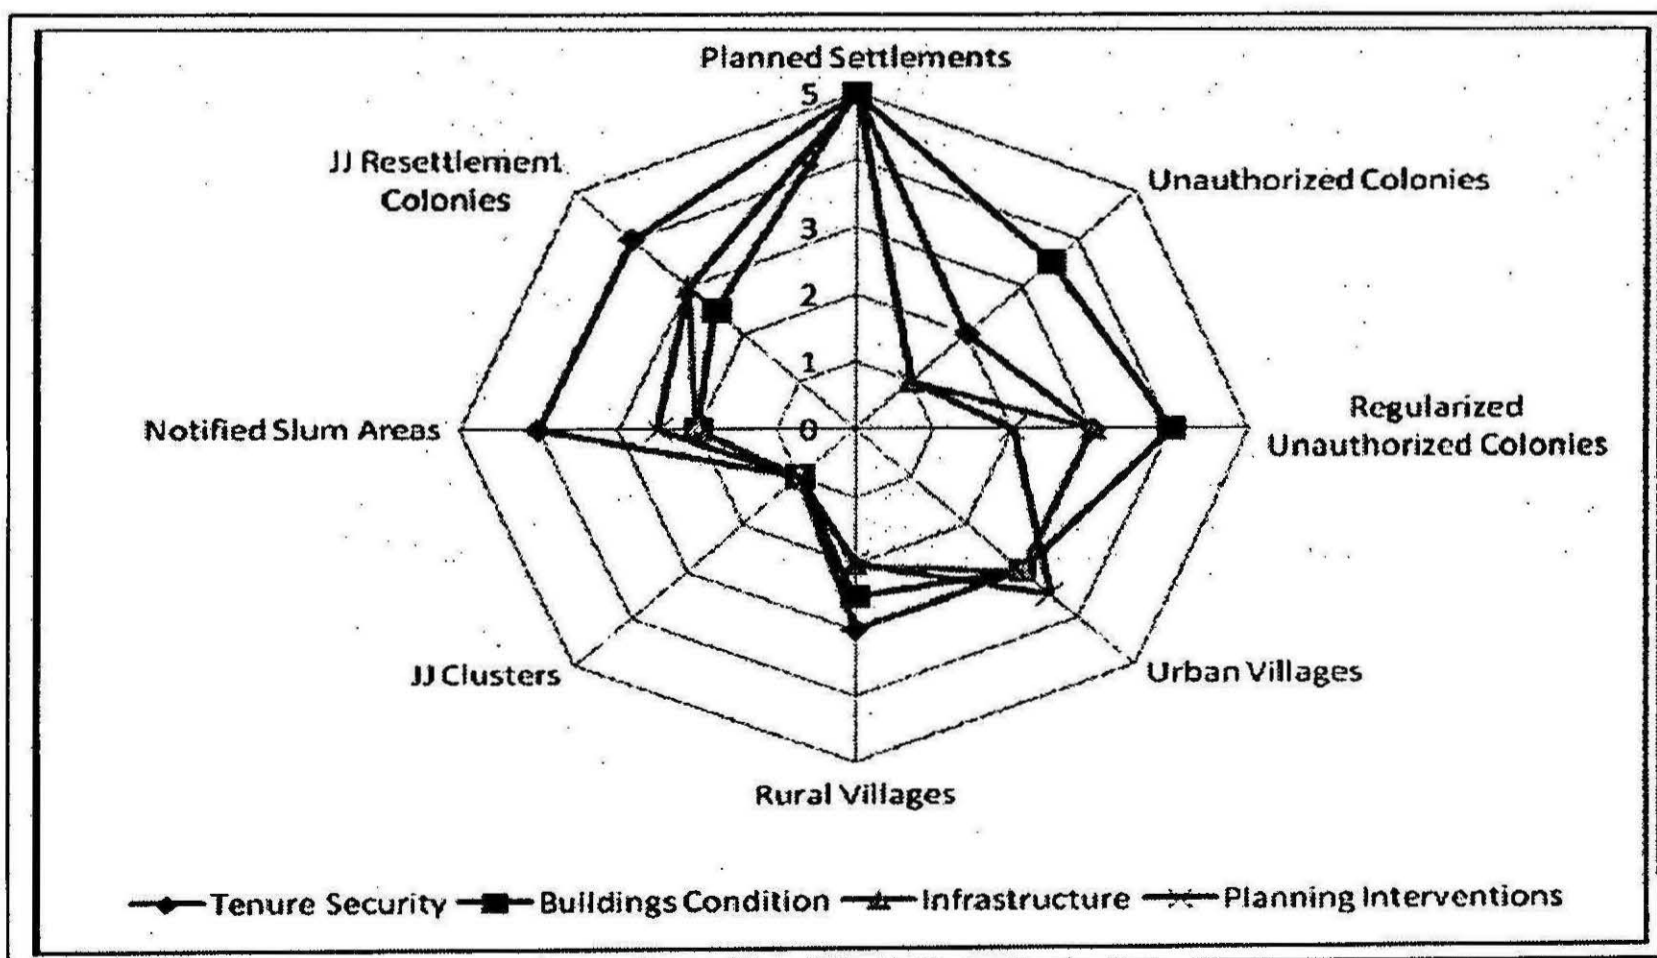 Planned Settlements
5
JJ Resettlement
Colonies
Unauthorized Colonies
3
2
1
Notified Slum Areas
0
Regularized
Unauthorized Colonies
JJ Clusters
Urban Villages
Rural Villages
Tenure Security Buildings Condition Infrastructure Planning Interventions